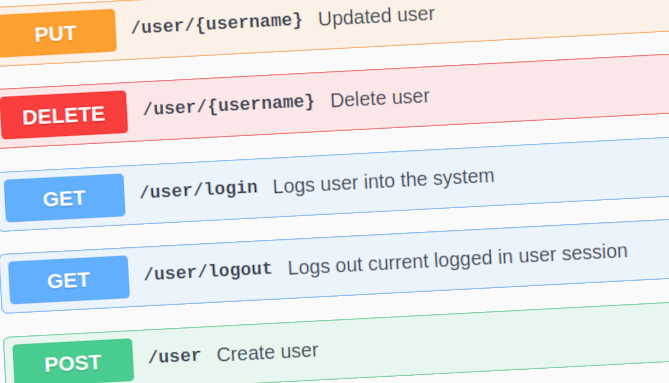 PUT /user/{username} Updated user
DELETE /user/{username} Delete user
GET /user/login Logs user into the system
GET /user/logout Logs out current logged in user session
POST /user Create user